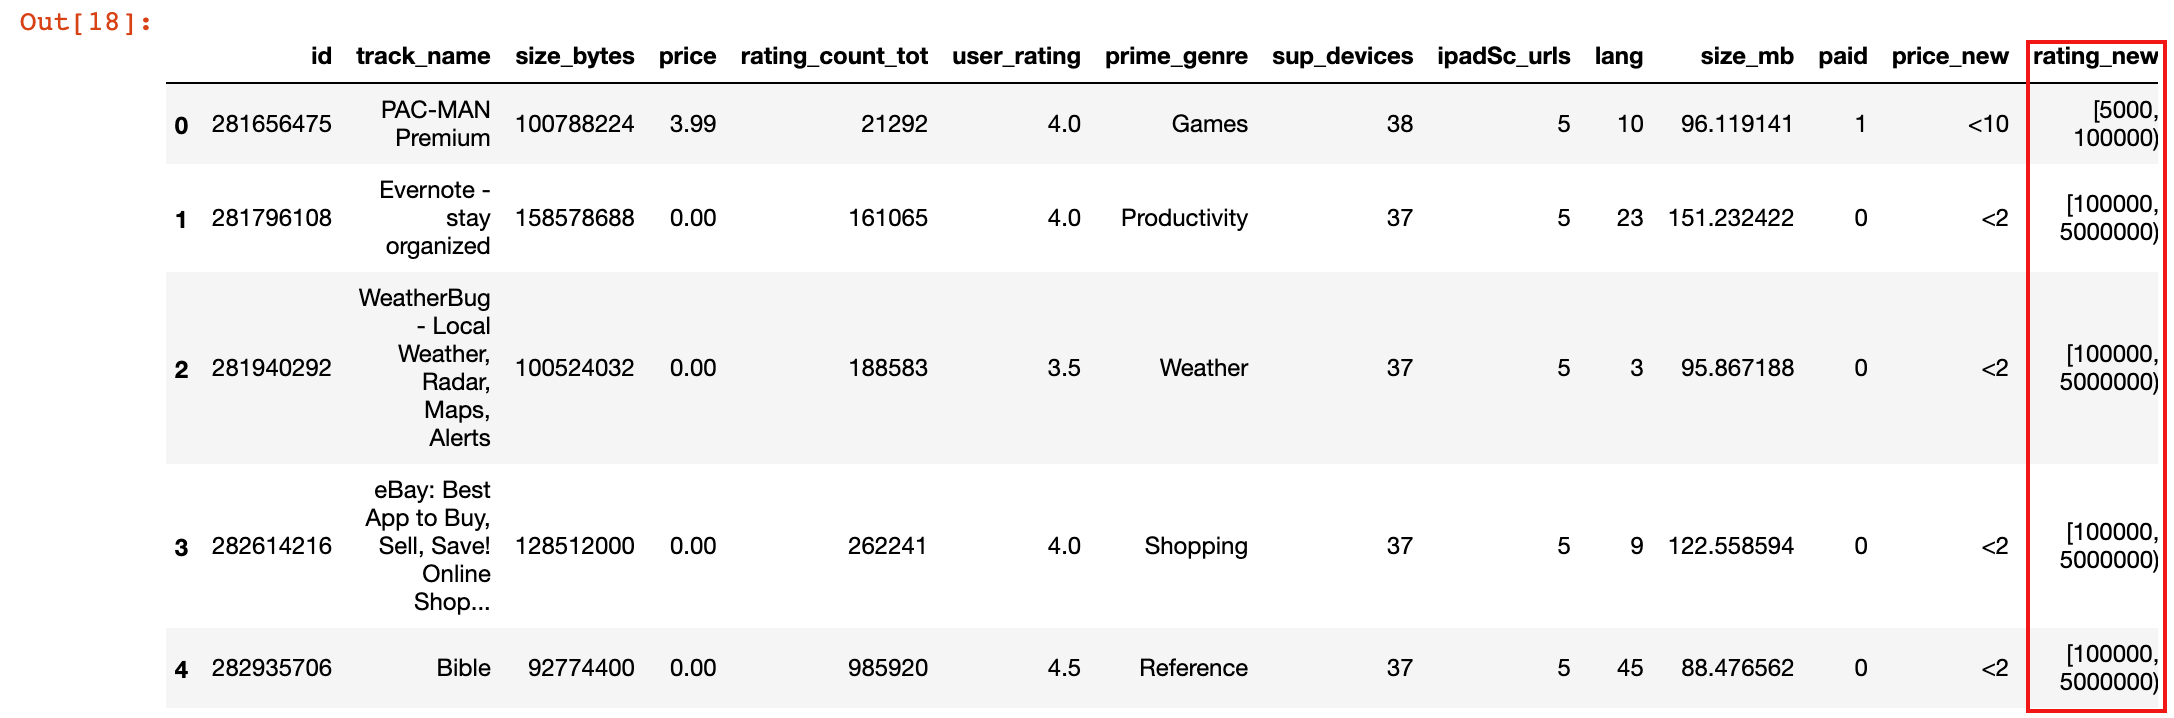 Out[18]:
id track_name size_bytes price rating_count_tot user_rating prime_genre sup_devices ipadSc_urls lang size_mb paid price_new rating_new
0 281656475 PAC-MAN Premium 100788224 3.99 21292 4.0 Games 38 5 10 96.119141 1 <10 [5000, 100000)
1 281796108 Evernote - stay organized 158578688 0.00 161065 4.0 Productivity 37 5 23 151.232422 0 <2 [100000, 5000000)
2 281940292 WeatherBug - Local Weather, Radar, Maps, Alerts 100524032 0.00 188583 3.5 Weather 37 5 3 95.867188 0 <2 [100000, 5000000)
3 282614216 eBay: Best App to Buy, Sell, Save! Online Shop... 128512000 0.00 262241 4.0 Shopping 37 5 9 122.558594 0 <2 [100000, 5000000)
4 282935706 Bible 92774400 0.00 985920 4.5 Reference 37 5 45 88.476562 0 <2 [100000, 5000000)